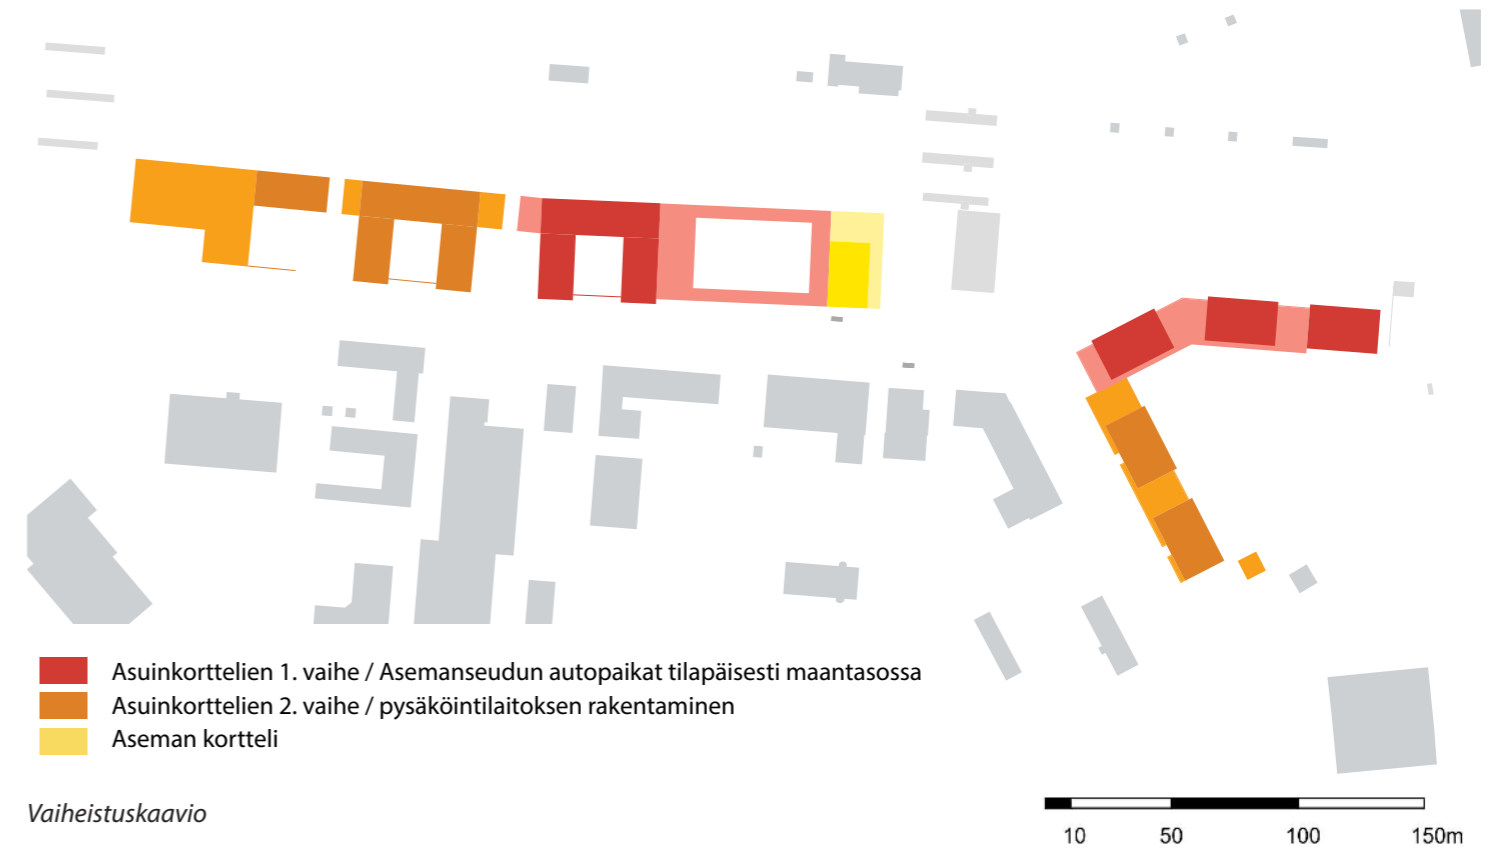 Asuinkorttelien 1. vaihe / Asemanseudun autopaikat tilapäisesti maantasossa
Asuinkorttelien 2. vaihe / pysäköintilaitoksen rakentaminen
Aseman kortteli
Vaiheistuskaavio
10 50 100 150m